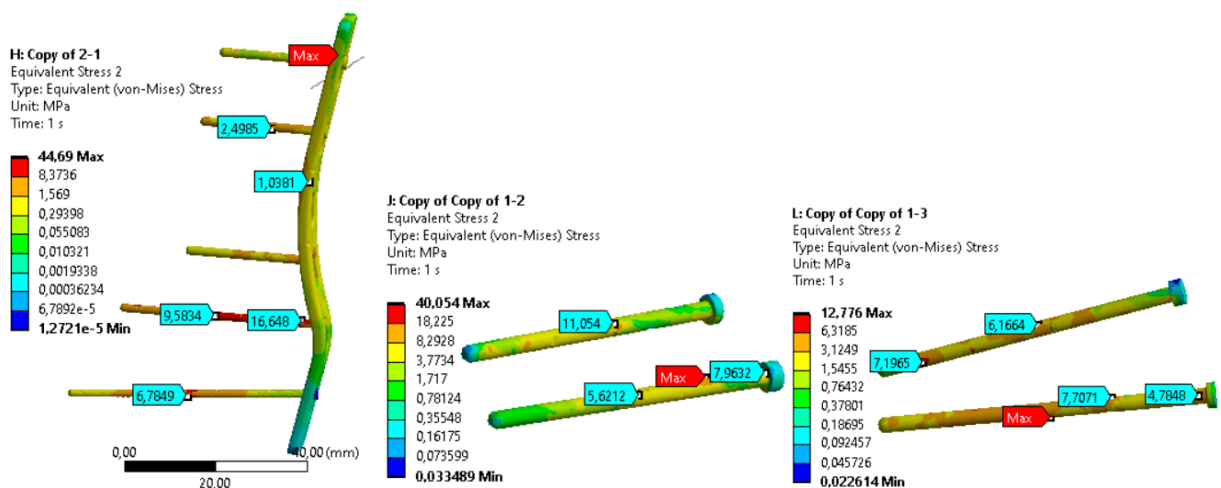 H: Copy of 2-1
Equivalent Stress 2
Type: Equivalent (von-Mises) Stress
Unit: MPa
Time: 1 s
44,69 Max
8,3736
1,569
0,29398
0,055083
0,010321
0,0019338
0,00036234
6,7892e-5
1,2721e-5 Min
Max
2,4985
1,0381
9,5834
16,648
6,7849
0,00
40,00 (mm)
20,00
J: Copy of Copy of 1-2
Equivalent Stress 2
Type: Equivalent (von-Mises) Stress
Unit: MPa
Time: 1 s
40,054 Max
18,225
8,2928
3,7734
1,717
0,78124
0,35548
0,16175
0,073599
0,033489 Min
11,054
Max
7,9632
5,6212
L: Copy of Copy of 1-3
Equivalent Stress 2
Type: Equivalent (von-Mises) Stress
Unit: MPa
Time: 1 s
12,776 Max
6,3185
3,1249
1,5455
0,76432
0,37801
0,18695
0,092457
0,045726
0,022614 Min
6,1664
7,1965
7,7071
4,7848
Max